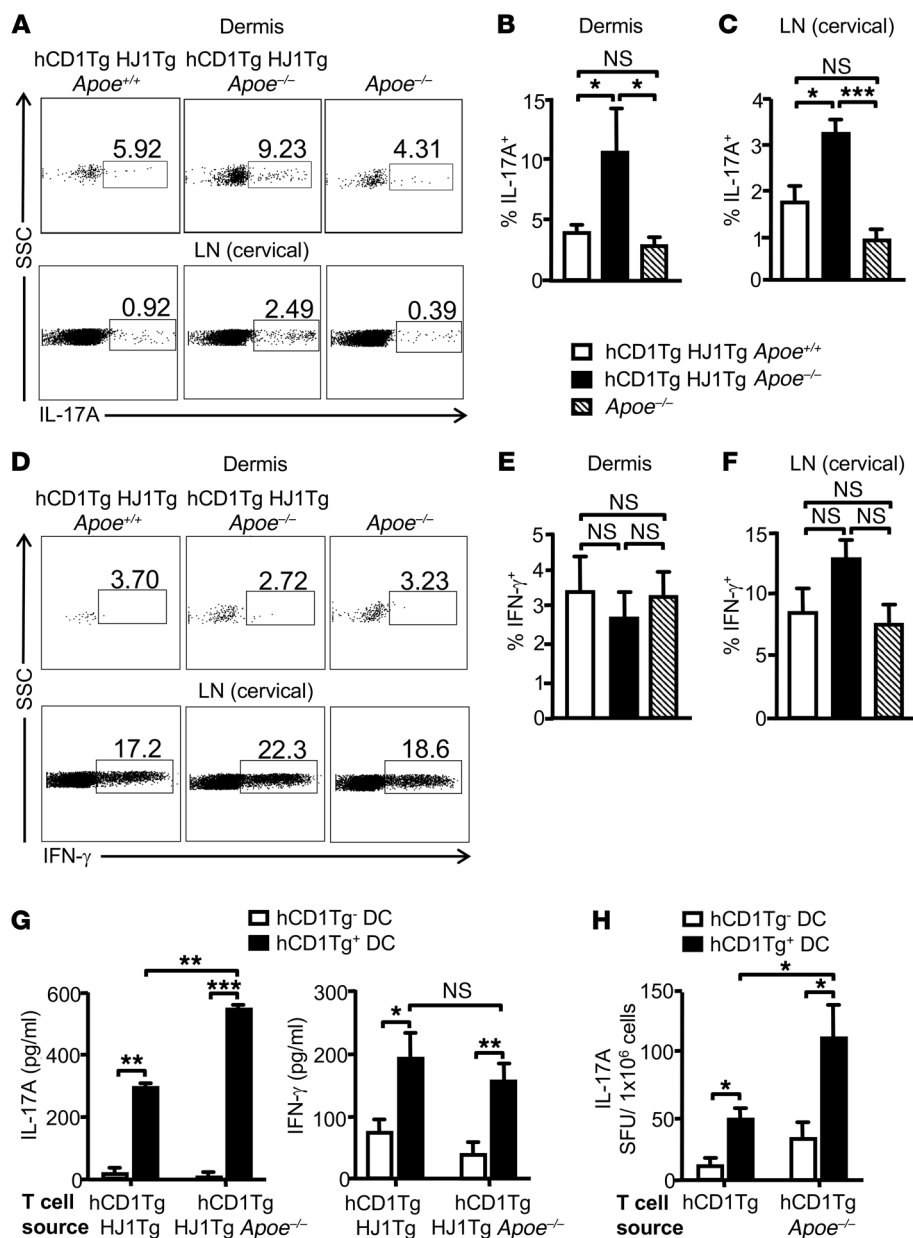 A
Dermis
hCD1Tg HJ1Tg hCD1Tg HJ1Tg
Apoe+/+ Apoe–/– Apoe–/–
5.92 9.23 4.31
LN (cervical)
0.92 2.49 0.39
SSC
IL-17A
B
Dermis
NS
* *
15
10
5
0
% IL-17A+
C
LN (cervical)
NS
* ***
4
3
2
1
0
% IL-17A+
hCD1Tg HJ1Tg Apoe+/+
hCD1Tg HJ1Tg Apoe–/–
Apoe–/–
D
Dermis
hCD1Tg HJ1Tg hCD1Tg HJ1Tg
Apoe+/+ Apoe–/– Apoe–/–
3.70 2.72 3.23
LN (cervical)
17.2 22.3 18.6
SSC
IFN-γ
E
Dermis
NS
NS NS
5
4
3
2
1
0
% IFN-γ+
F
LN (cervical)
NS
NS NS
15
10
5
0
% IFN-γ+
G
hCD1Tg- DC
hCD1Tg+ DC
**
***
**
600
300
0
IL-17A (pg/ml)
T cell source
hCD1Tg HJ1Tg
hCD1Tg HJ1Tg Apoe–/–
NS
*
**
300
200
100
0
IFN-γ (pg/ml)
hCD1Tg HJ1Tg
hCD1Tg HJ1Tg Apoe–/–
H
hCD1Tg- DC
hCD1Tg+ DC
*
*
*
150
100
50
0
IL-17A
SFU/ 1x10⁶ cells
T cell source
hCD1Tg
hCD1Tg Apoe–/–